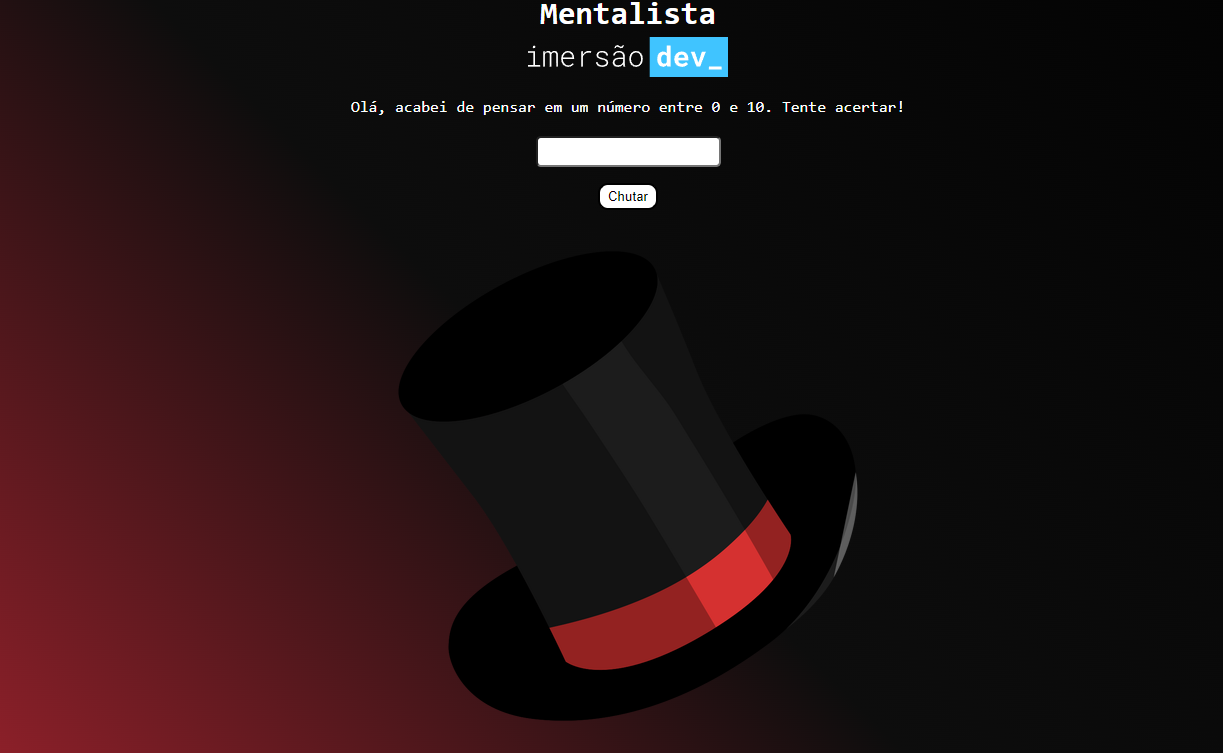 Mentalista
imersão dev_
Olá, acabei de pensar em um número entre 0 e 10. Tente acertar!
Chutar